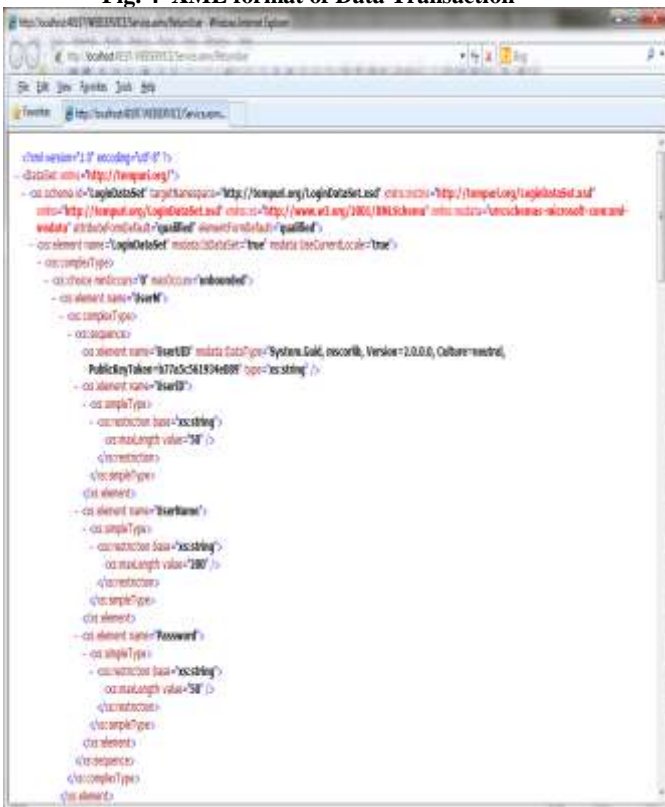 Fig. 4 XML format of Data Transaction
File Edit View Favorites Tools Help
Favorites
<?xml version="1.0" encoding="utf-8" ?>
- <DataSet xmlns="http://tempuri.org/">
- <xs:schema id="LoginDataSet" targetNamespace="http://tempuri.org/LoginDataSet.xsd" xmlns:mstns="http://tempuri.org/LoginDataSet.xsd"
xmlns="http://tempuri.org/LoginDataSet.xsd" xmlns:xs="http://www.w3.org/2001/XMLSchema" xmlns:msdata="urn:schemas-microsoft-com:xml-
msdata" attributeFormDefault="qualified" elementFormDefault="qualified">
- <xs:element name="LoginDataSet" msdata:IsDataSet="true" msdata:UseCurrentLocale="true">
- <xs:complexType>
- <xs:choice minOccurs="0" maxOccurs="unbounded">
- <xs:element name="UserM">
- <xs:complexType>
- <xs:sequence>
<xs:element name="UserUID" msdata:DataType="System.Guid, mscorlib, Version=2.0.0.0, Culture=neutral,
PublicKeyToken=b77a5c561934e089" type="xs:string" />
- <xs:element name="UserID">
- <xs:simpleType>
- <xs:restriction base="xs:string">
<xs:maxLength value="50" />
</xs:restriction>
</xs:simpleType>
</xs:element>
- <xs:element name="UserName">
- <xs:simpleType>
- <xs:restriction base="xs:string">
<xs:maxLength value="100" />
</xs:restriction>
</xs:simpleType>
</xs:element>
- <xs:element name="Password">
- <xs:simpleType>
- <xs:restriction base="xs:string">
<xs:maxLength value="50" />
</xs:restriction>
</xs:simpleType>
</xs:element>
</xs:sequence>
</xs:complexType>
</xs:element>